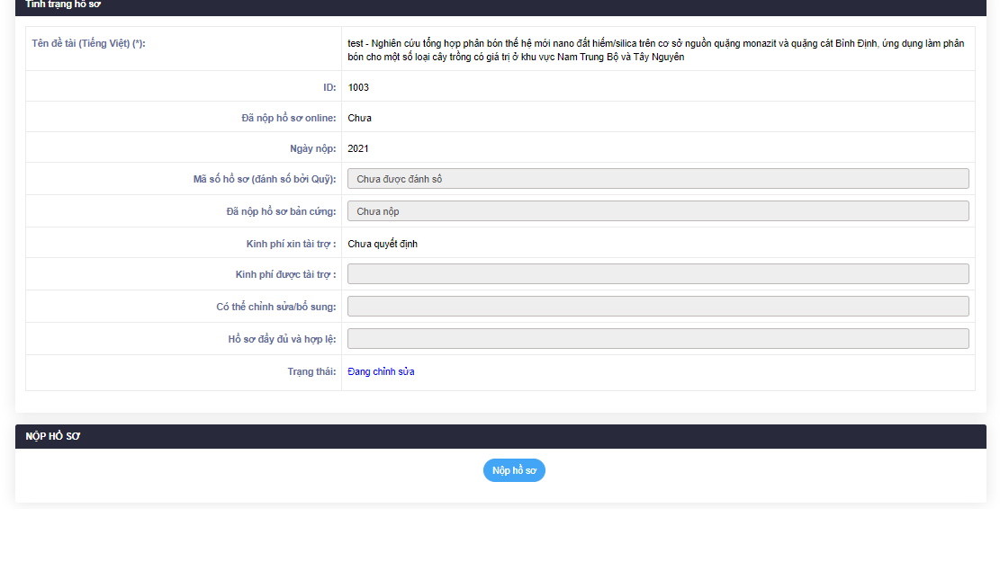 Tình trạng hồ sơ
Tên đề tài (Tiếng Việt) (*):
test - Nghiên cứu tổng hợp phân bón thế hệ mới nano đất hiếm/silica trên cơ sở nguồn quặng monazit và quặng cát Bình Định, ứng dụng làm phân
bón cho một số loại cây trồng có giá trị ở khu vực Nam Trung Bộ và Tây Nguyên
ID:
1003
Đã nộp hồ sơ online:
Chưa
Ngày nộp:
2021
Mã số hồ sơ (đánh số bởi Quỹ):
Chưa được đánh số
Đã nộp hồ sơ bản cứng:
Chưa nộp
Kinh phí xin tài trợ :
Chưa quyết định
Kinh phí được tài trợ :
Có thể chỉnh sửa/bổ sung:
Hồ sơ đầy đủ và hợp lệ:
Trạng thái:
Đang chỉnh sửa
NỘP HỒ SƠ
Nộp hồ sơ